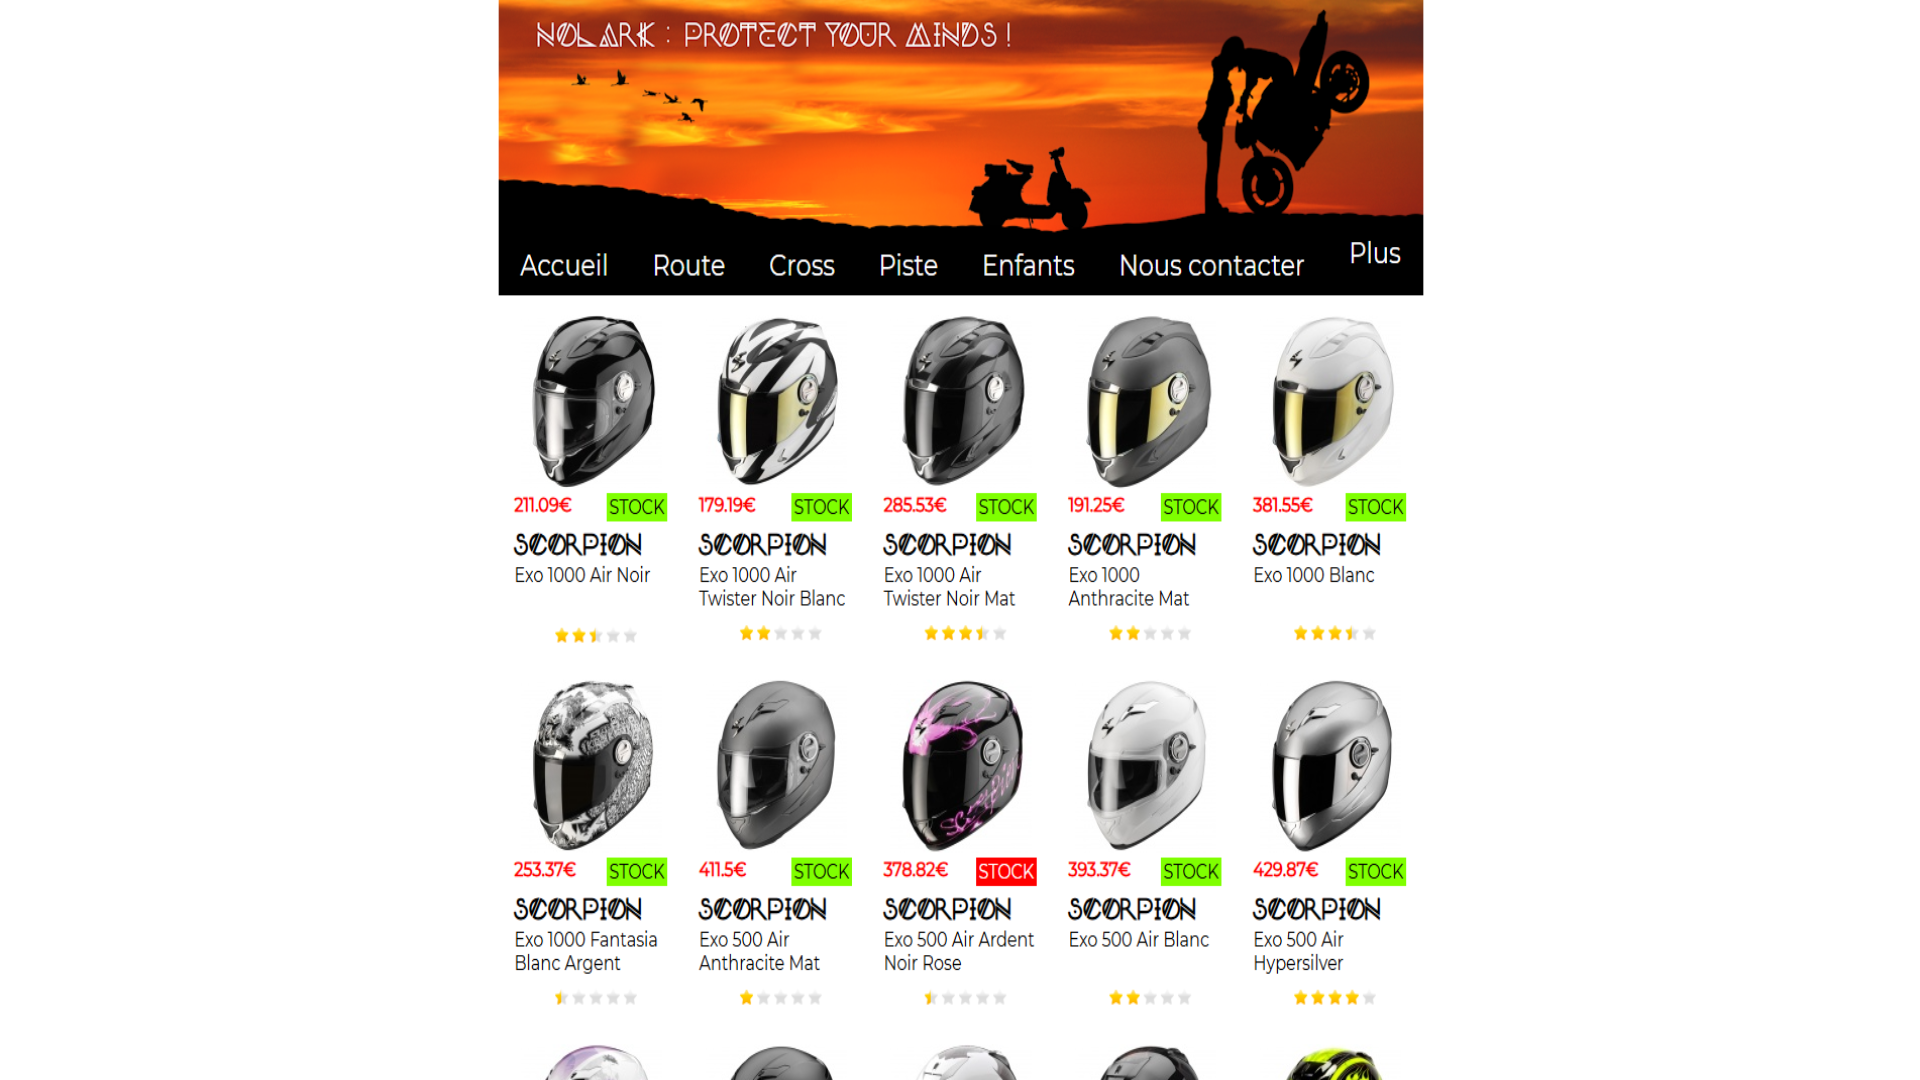 NOLARK : PROTECT YOUR MINDS !
Accueil Route Cross Piste Enfants Nous contacter Plus
211.09€ STOCK 179.19€ STOCK 285.53€ STOCK 191.25€ STOCK 381.55€ STOCK
SCORPION SCORPION SCORPION SCORPION SCORPION
Exo 1000 Air Noir Exo 1000 Air Exo 1000 Air Exo 1000 Exo 1000 Blanc
Twister Noir Blanc Twister Noir Mat Anthracite Mat
253.37€ STOCK 411.5€ STOCK 378.82€ STOCK 393.37€ STOCK 429.87€ STOCK
SCORPION SCORPION SCORPION SCORPION SCORPION
Exo 1000 Fantasia Exo 500 Air Exo 500 Air Ardent Exo 500 Air Blanc Exo 500 Air
Blanc Argent Anthracite Mat Noir Rose Hypersilver